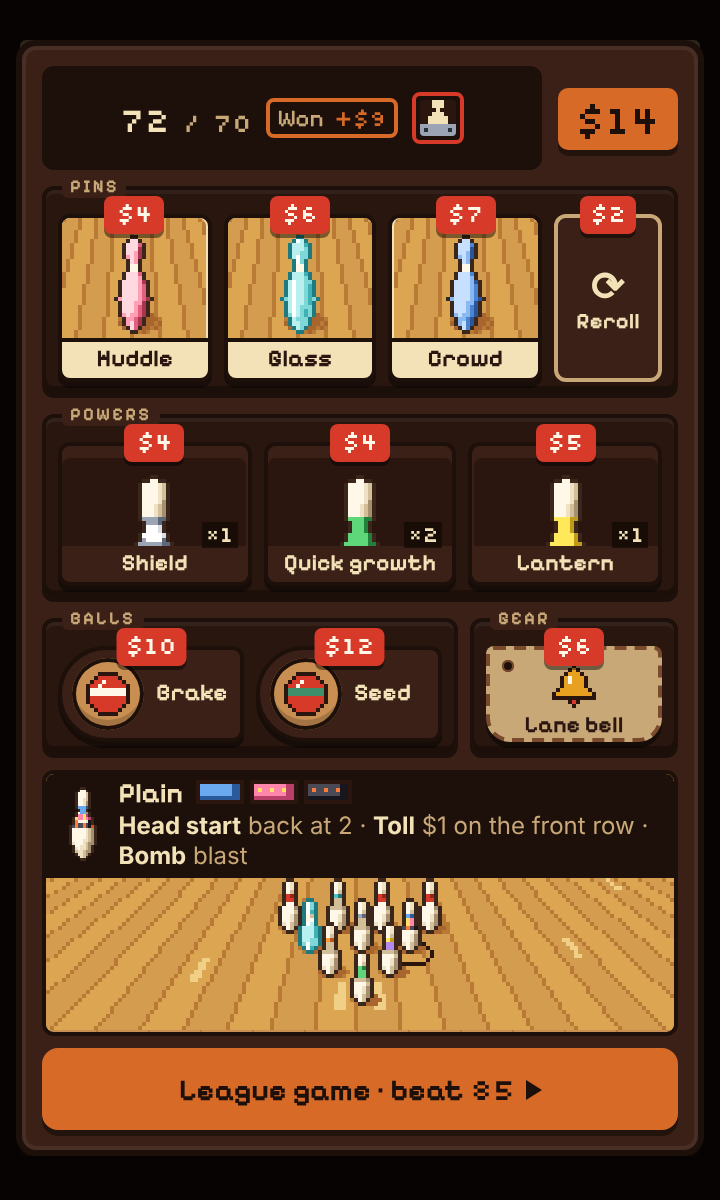 72 / 70 Won +$9
$14
PINS
$4 $6 $7 $2
Huddle Glass Crowd Reroll
POWERS
$4 $4 $5
×1 ×2 ×1
Shield Quick growth Lantern
BALLS GEAR
$10 $12 $6
Brake Seed Lane bell
Plain
Head start back at 2 · Toll $1 on the front row ·
Bomb blast
League game · beat 85